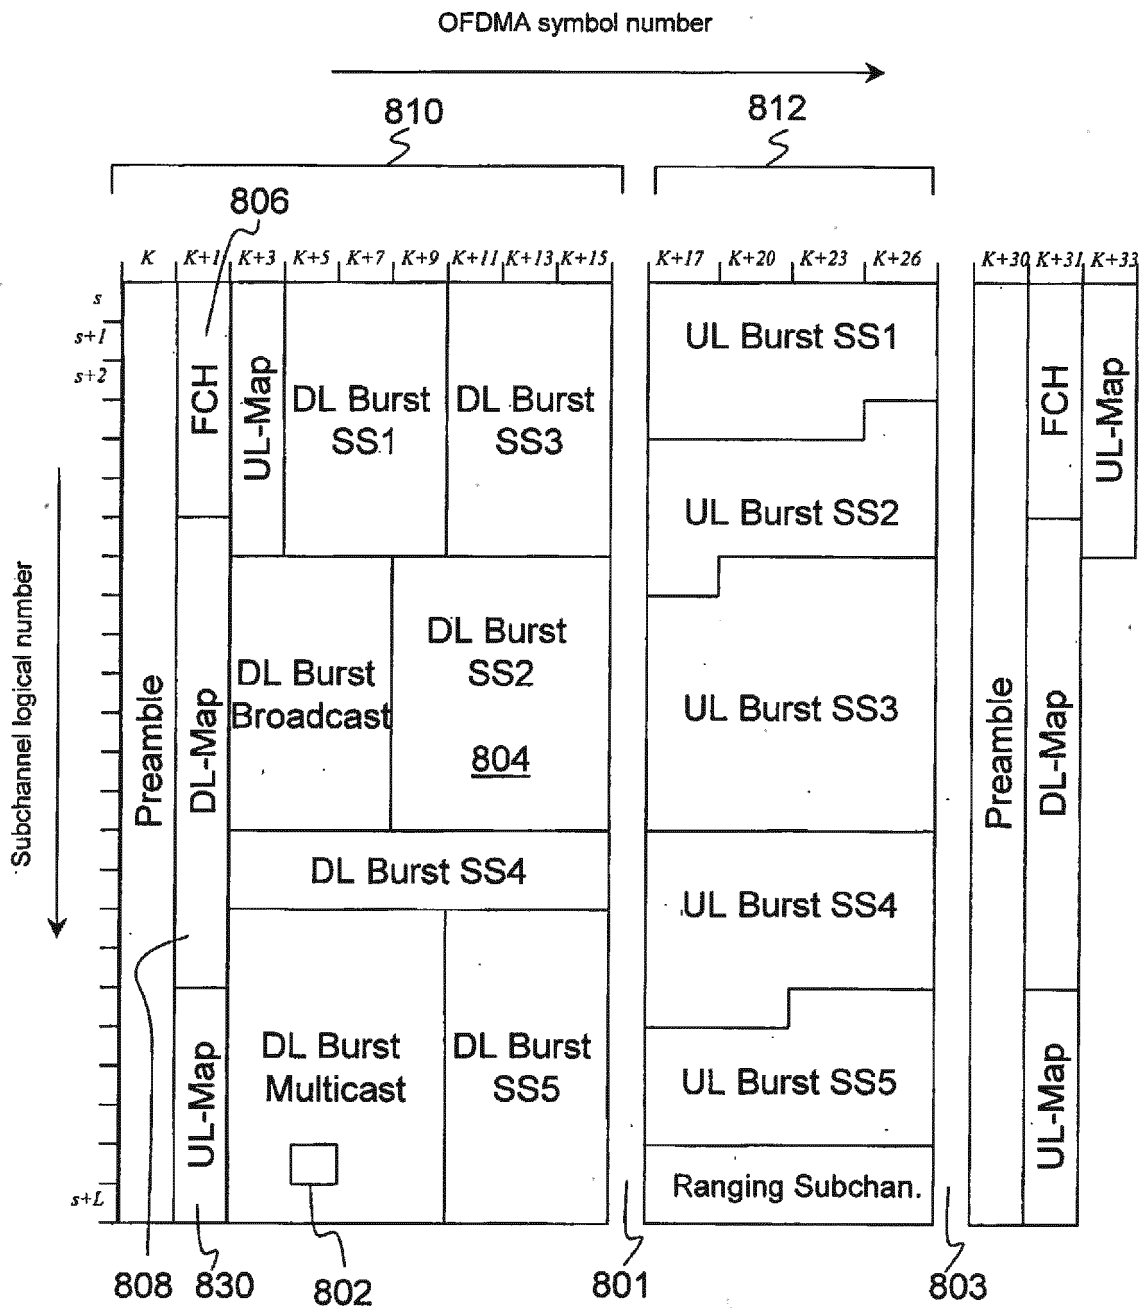 OFDMA symbol number
810
812
806
K
K+1
K+3
K+5
K+7
K+9
K+11
K+13
K+15
K+17
K+20
K+23
K+26
K+30
K+31
K+33
s
s+1
s+2
s+L
Subchannel logical number
Preamble
FCH
DL-Map
UL-Map
UL-Map
DL Burst
SS1
DL Burst
SS3
DL Burst
Broadcast
DL Burst
SS2
804
DL Burst SS4
DL Burst
Multicast
DL Burst
SS5
UL Burst SS1
UL Burst SS2
UL Burst SS3
UL Burst SS4
UL Burst SS5
Ranging Subchan.
Preamble
FCH
DL-Map
UL-Map
UL-Map
808
830
802
801
803